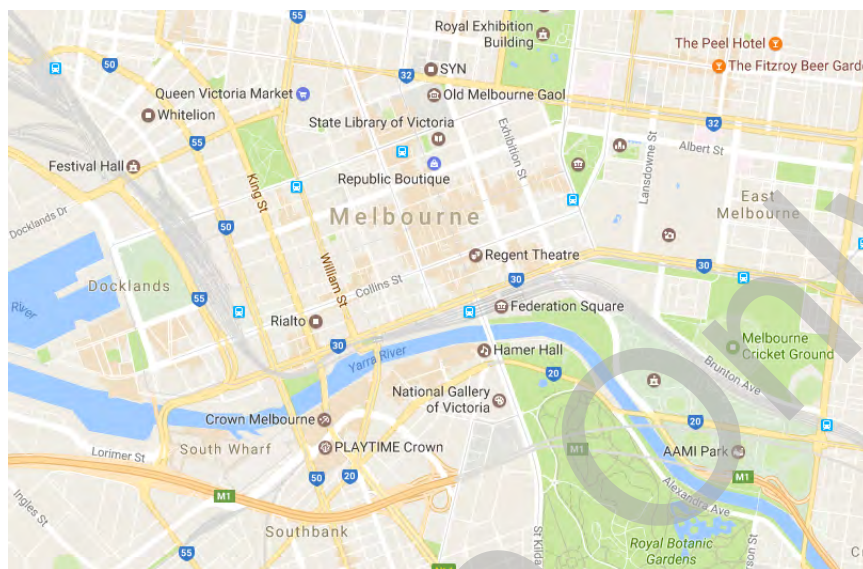 55
Royal Exhibition
Building
The Peel Hotel
50
SYN
The Fitzroy Beer Gard
32
Queen Victoria Market
Old Melbourne Gaol
Whitelion
State Library of Victoria
32
55
Exhibition St
Lansdowne St
Albert St
Festival Hall
Republic Boutique
King St
East
Melbourne
Docklands Dr
Melbourne
50
William St
Regent Theatre
30
30
Docklands
Collins St
55
River
Federation Square
Rialto
30
Yarra River
Hamer Hall
Melbourne
Cricket Ground
Brunton Ave
20
National Gallery
of Victoria
Crown Melbourne
20
South Wharf
PLAYTIME Crown
M1
AAMI Park
Lorimer St
50
20
M1
M1
Alexandra Ave
Ingles St
Southbank
St Kilda
Royal Botanic
Gardens
rson St
55
on